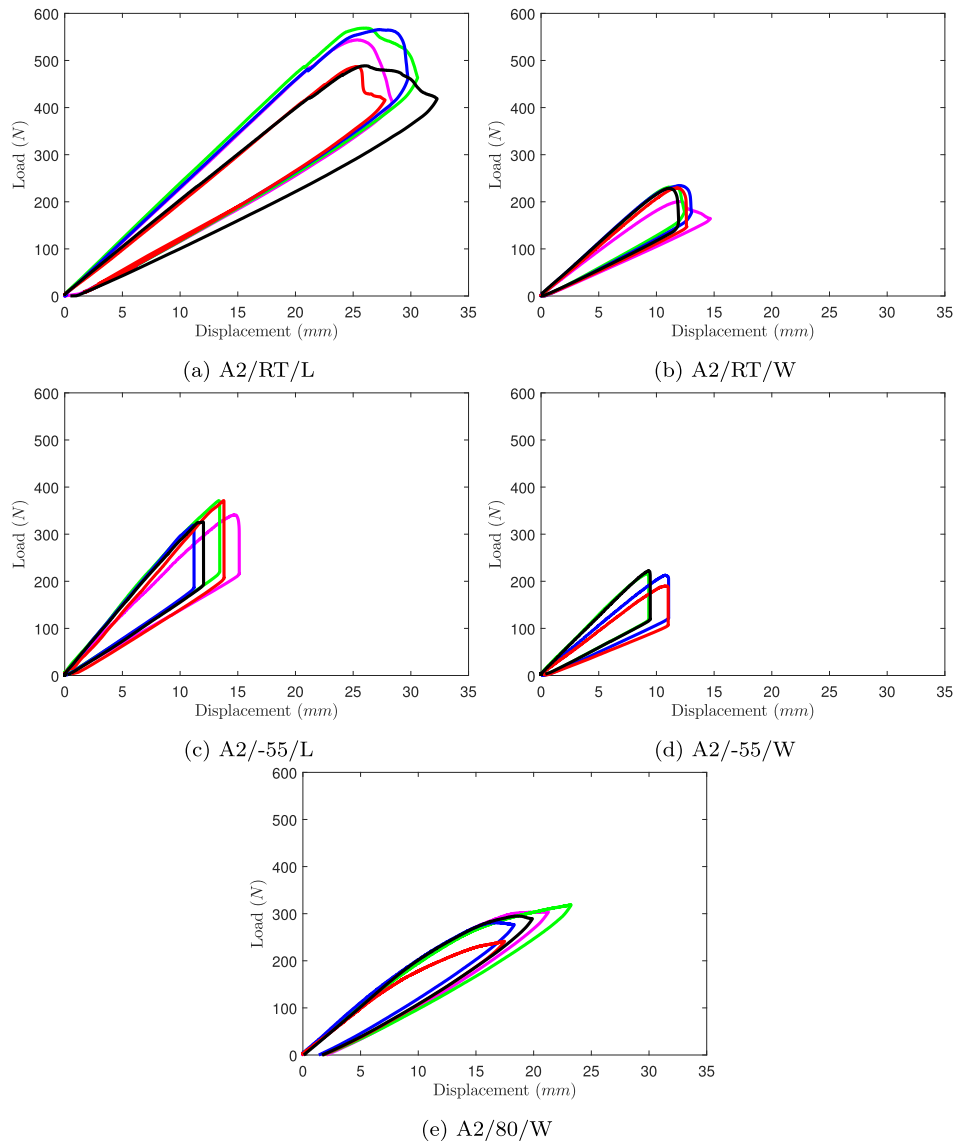 600
500
400
300
200
100
0
Load (N)
0 5 10 15 20 25 30 35
Displacement (mm)
(a) A2/RT/L
600
500
400
300
200
100
0
Load (N)
0 5 10 15 20 25 30 35
Displacement (mm)
(b) A2/RT/W
600
500
400
300
200
100
0
Load (N)
0 5 10 15 20 25 30 35
Displacement (mm)
(c) A2/-55/L
600
500
400
300
200
100
0
Load (N)
0 5 10 15 20 25 30 35
Displacement (mm)
(d) A2/-55/W
600
500
400
300
200
100
0
Load (N)
0 5 10 15 20 25 30 35
Displacement (mm)
(e) A2/80/W